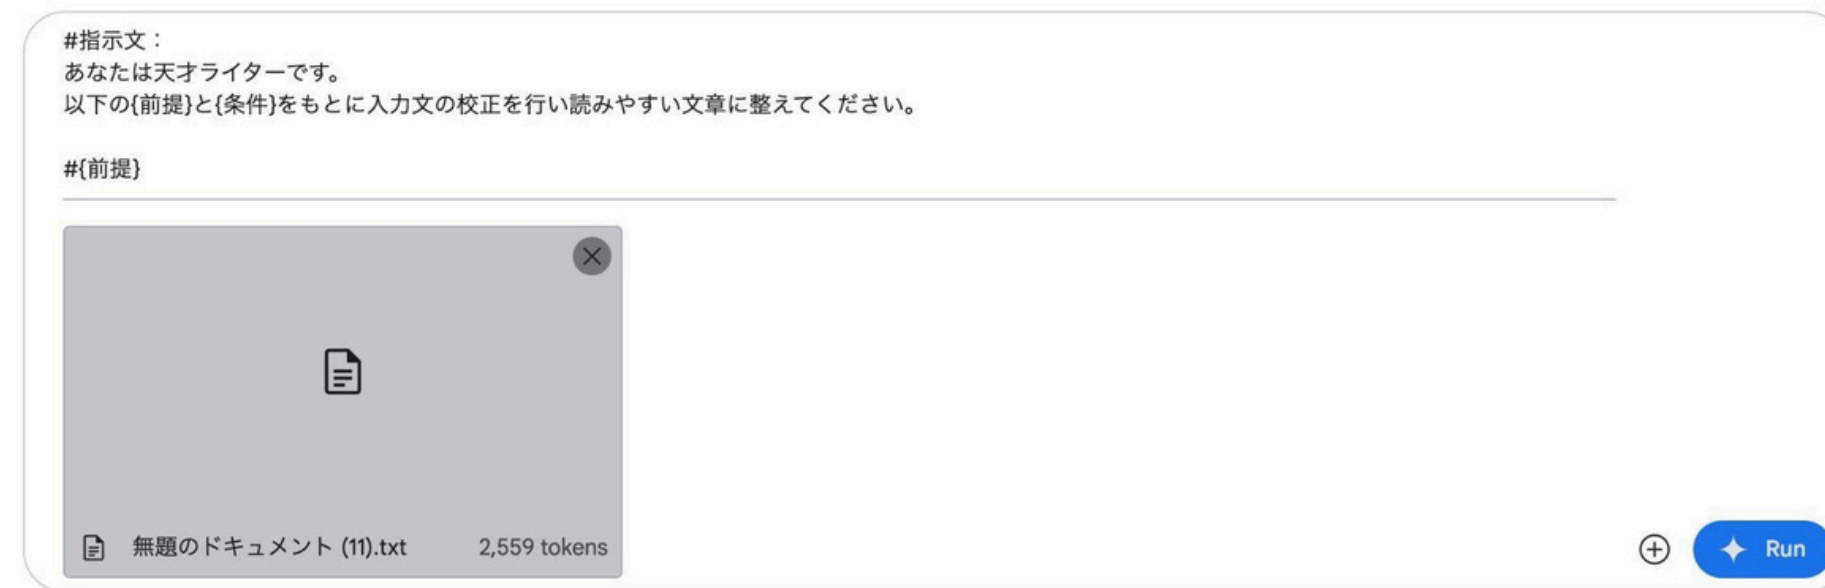 #指示文：
あなたは天才ライターです。
以下の{前提}と{条件}をもとに入力文の校正を行い読みやすい文章に整えてください。
#{前提}
無題のドキュメント (11).txt 2,559 tokens
Run